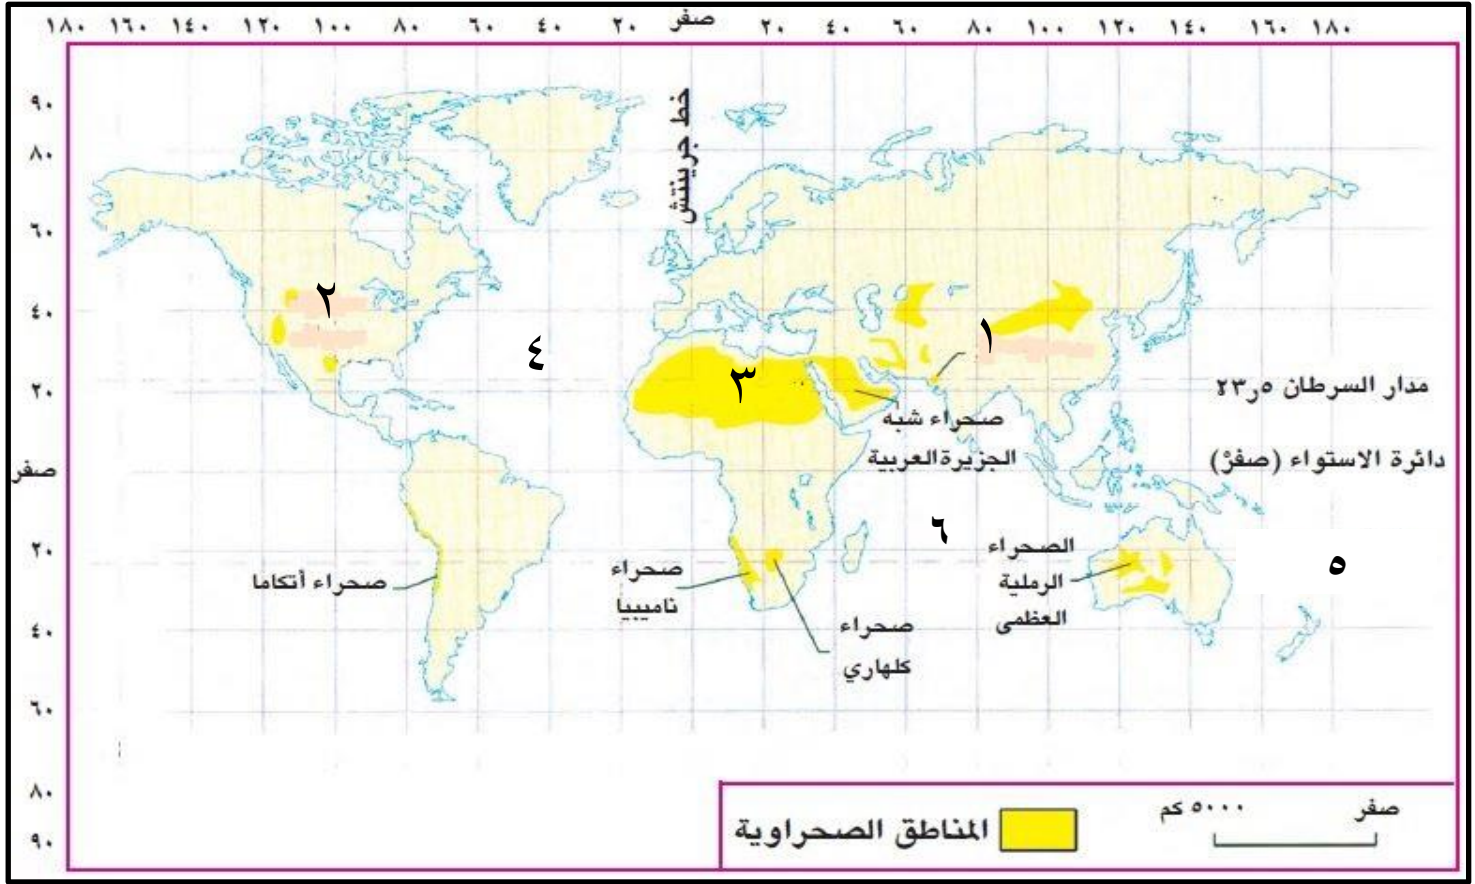 ١٨٠ ١٦٠ ١٤٠ ١٢٠ ١٠٠ ٨٠ ٦٠ ٤٠ ٢٠ صفر ٢٠ ٤٠ ٦٠ ٨٠ ١٠٠ ١٢٠ ١٤٠ ١٦٠ ١٨٠
٩٠
٨٠
٦٠
٤٠
٢٠
صفر
٢٠
٤٠
٦٠
٨٠
٩٠
خط جرينتش
١
٢
٣
٤
٥
٦
مدار السرطان ٢٣٫٥
دائرة الاستواء (صفرْ)
صحراء شبه
الجزيرة العربية
الصحراء
الرملية
العظمى
صحراء أتكاما
صحراء
ناميبيا
صحراء
كلهاري
صفر ٥٠٠٠ كم
المناطق الصحراوية